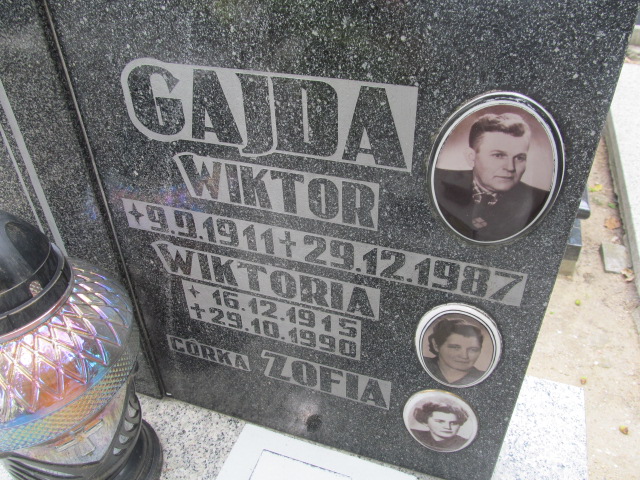 GAJDA
WIKTOR
+9.9.1911 † 29.12.1987
WIKTORIA
+ 16.12.1915
+ 29.10.1990
CÓRKA ZOFIA